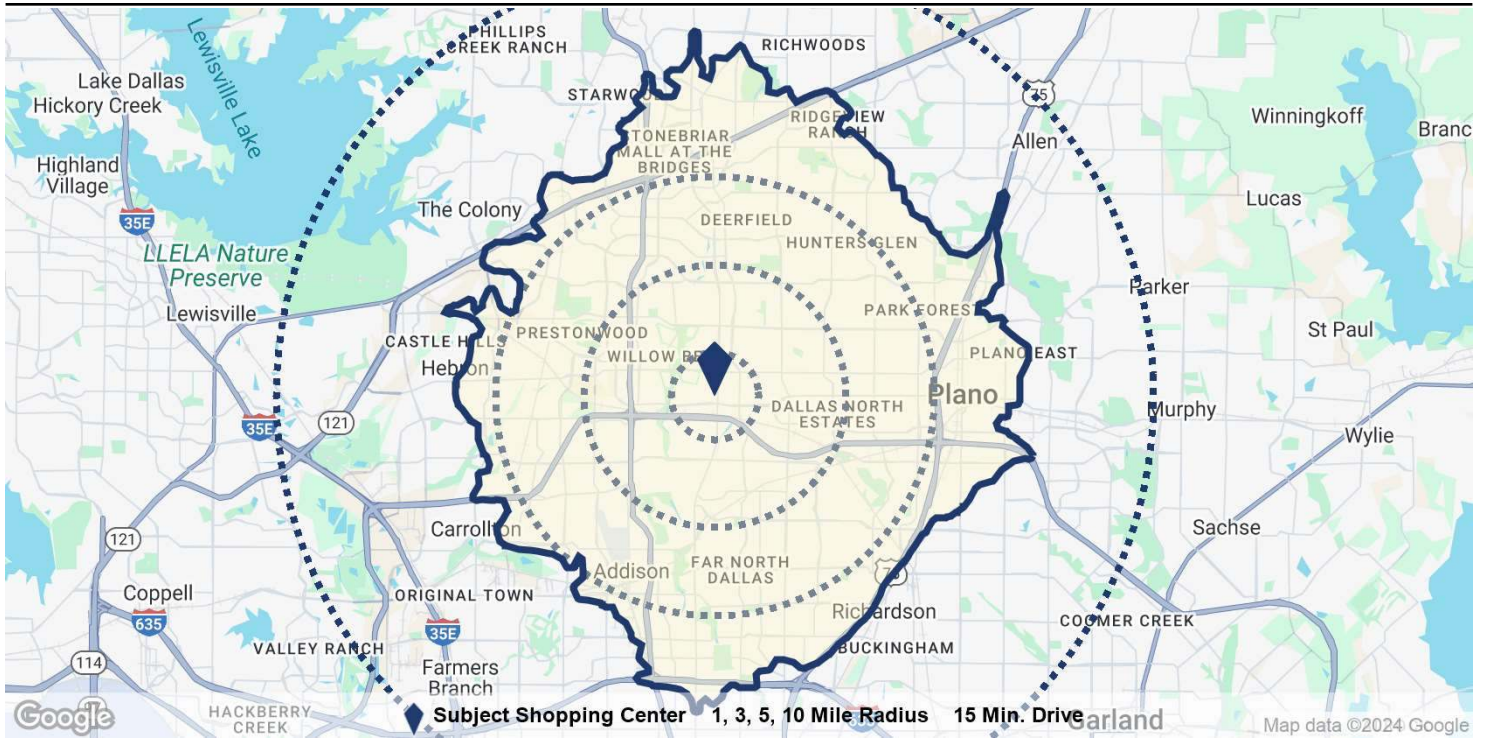 PHILLIPS
CREEK RANCH
RICHWOODS
Lake Dallas
Hickory Creek
Lewisville Lake
75
Winningkoff
Branc
STARWOO
RIDGEVIEW
RANCH
Allen
STONEBRIAR
MALL AT THE
BRIDGES
Highland
Village
The Colony
Lucas
35E
DEERFIELD
LLELA Nature
Preserve
HUNTERS GLEN
Parker
Lewisville
PARK FOREST
St Paul
CASTLE HILLS
PRESTONWOOD
WILLOW BE
PLANO EAST
Hebron
Plano
121
35E
DALLAS NORTH
ESTATES
Murphy
Wylie
Carrollton
Sachse
121
Addison
FAR NORTH
DALLAS
Coppell
ORIGINAL TOWN
Richardson
635
35E
COOMER CREEK
VALLEY RANCH
BUCKINGHAM
114
Farmers
Branch
HACKBERRY
CREEK
Google
Subject Shopping Center 1, 3, 5, 10 Mile Radius 15 Min. Drive
Garland
Map data ©2024 Google